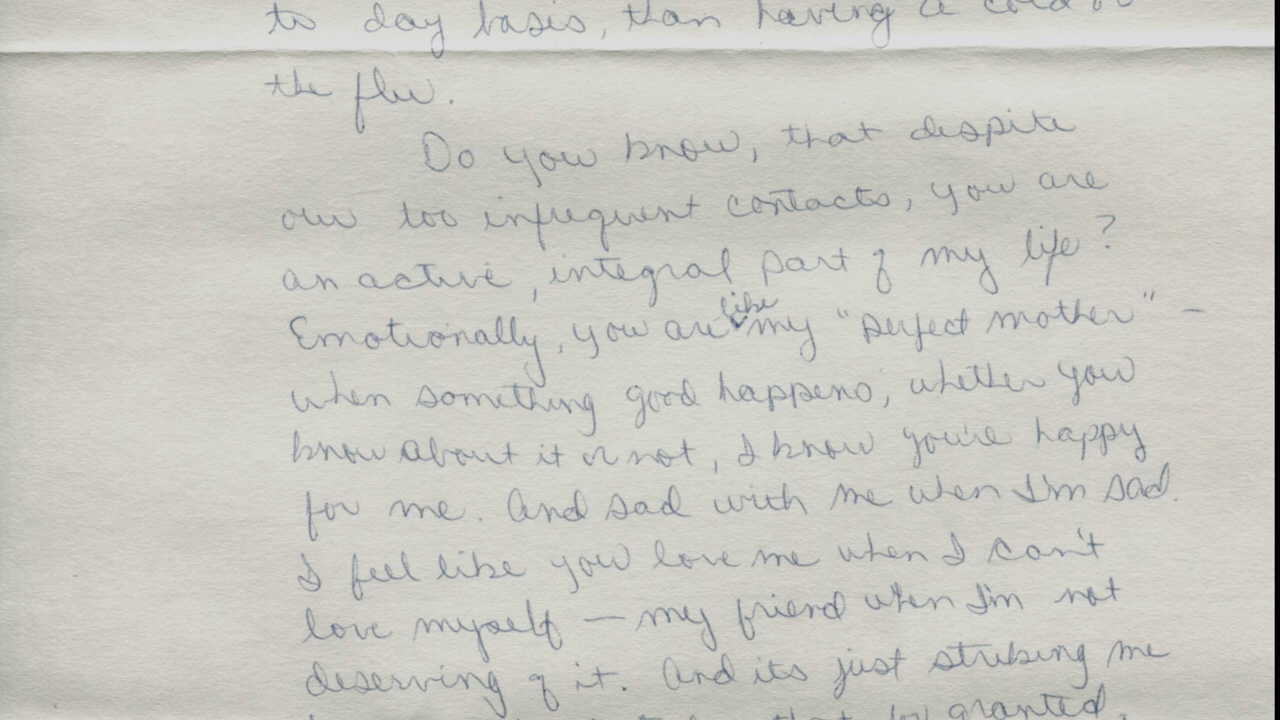 to day basis, than having a cold or
the flu.
Do you know, that despite
our too infrequent contacts, you are
an active, integral part of my life?
Emotionally, you are like my "perfect mother" -
when something good happens, whether you
know about it or not, I know you're happy
for me. And sad with me when I'm sad.
I feel like you love me when I can't
love myself — my friend when I'm not
deserving of it. And its just striking me
that for granted.